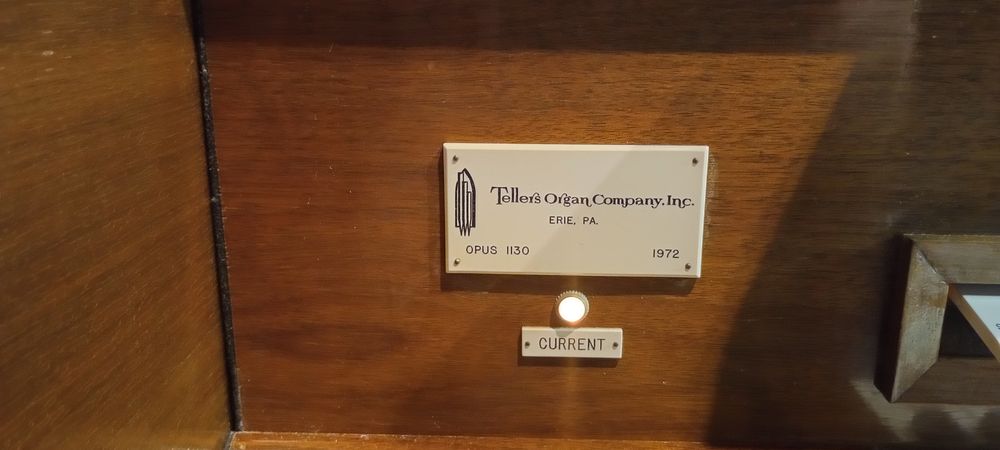 Tellers Organ Company, Inc.
ERIE, PA.
OPUS 1130 1972
CURRENT